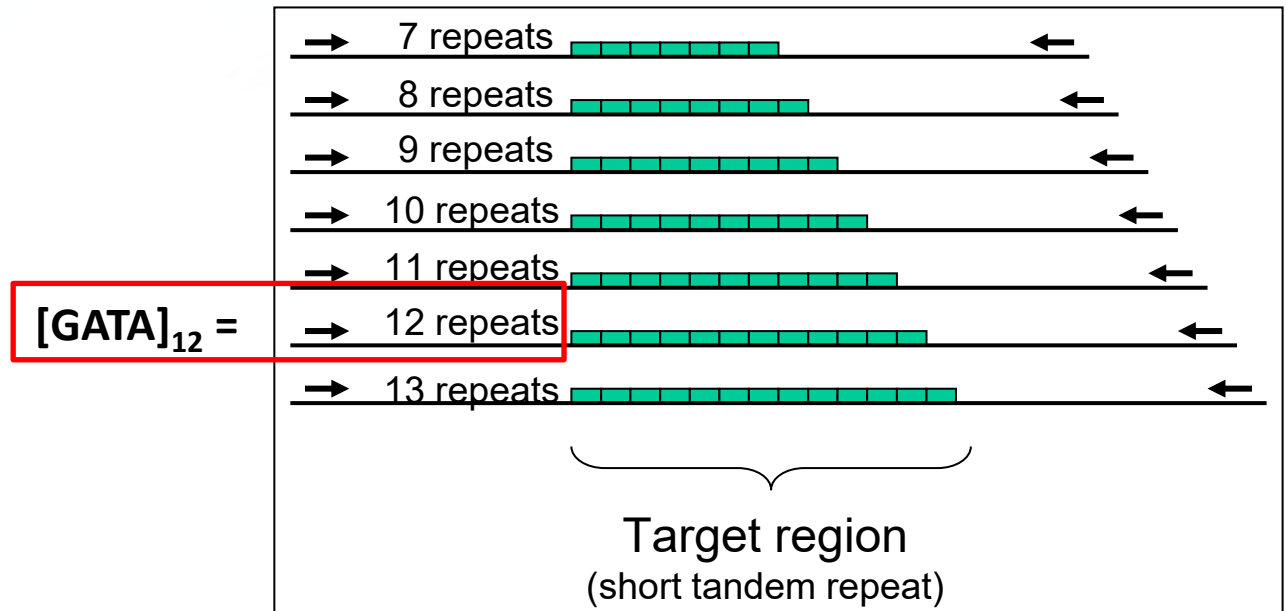 7 repeats
8 repeats
9 repeats
10 repeats
11 repeats
[GATA]₁₂ = 12 repeats
13 repeats
Target region
(short tandem repeat)